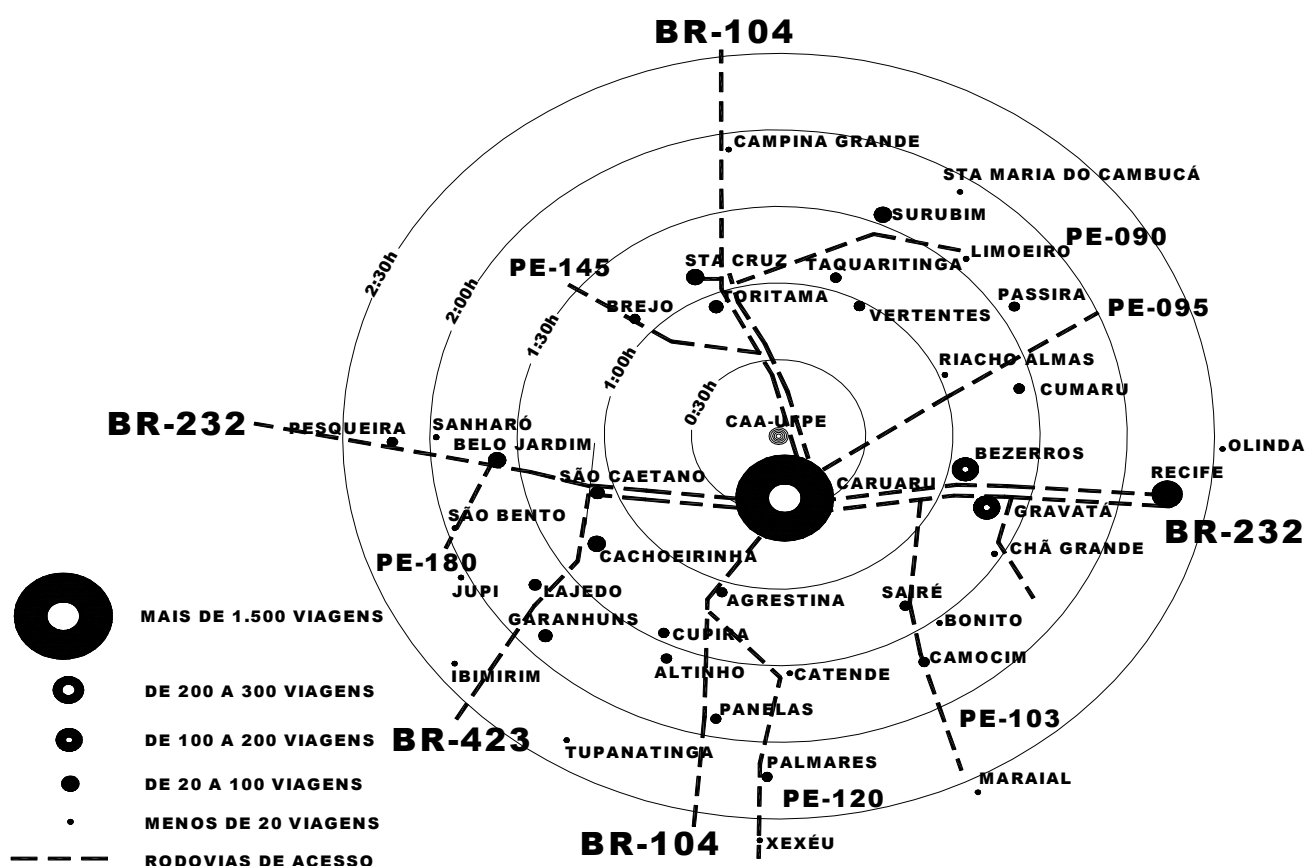 BR-104
CAMPINA GRANDE
STA MARIA DO CAMBUCÁ
SURUBIM
PE-090
LIMOEIRO
PE-145
STA CRUZ
TAQUARITINGA
2:30h
2:00h
1:30h
1:00h
0:30h
BREJO
TORITAMA
VERTENTES
PASSIRA
PE-095
RIACHO ALMAS
CUMARU
CAA-UFPE
BR-232
PESQUEIRA
SANHARÓ
BELO JARDIM
SÃO CAETANO
CARUARU
BEZERROS
OLINDA
RECIFE
GRAVATÁ
BR-232
SÃO BENTO
PE-180
CACHOEIRINHA
CHÃ GRANDE
JUPI
LAJEDO
AGRESTINA
SAIRÉ
GARANHUNS
CUPIRA
BONITO
IBIMIRIM
ALTINHO
CATENDE
CAMOCIM
PANELAS
PE-103
BR-423
TUPANATINGA
PALMARES
MARAIAL
PE-120
BR-104
XEXÉU
MAIS DE 1.500 VIAGENS
DE 200 A 300 VIAGENS
DE 100 A 200 VIAGENS
DE 20 A 100 VIAGENS
MENOS DE 20 VIAGENS
RODOVIAS DE ACESSO